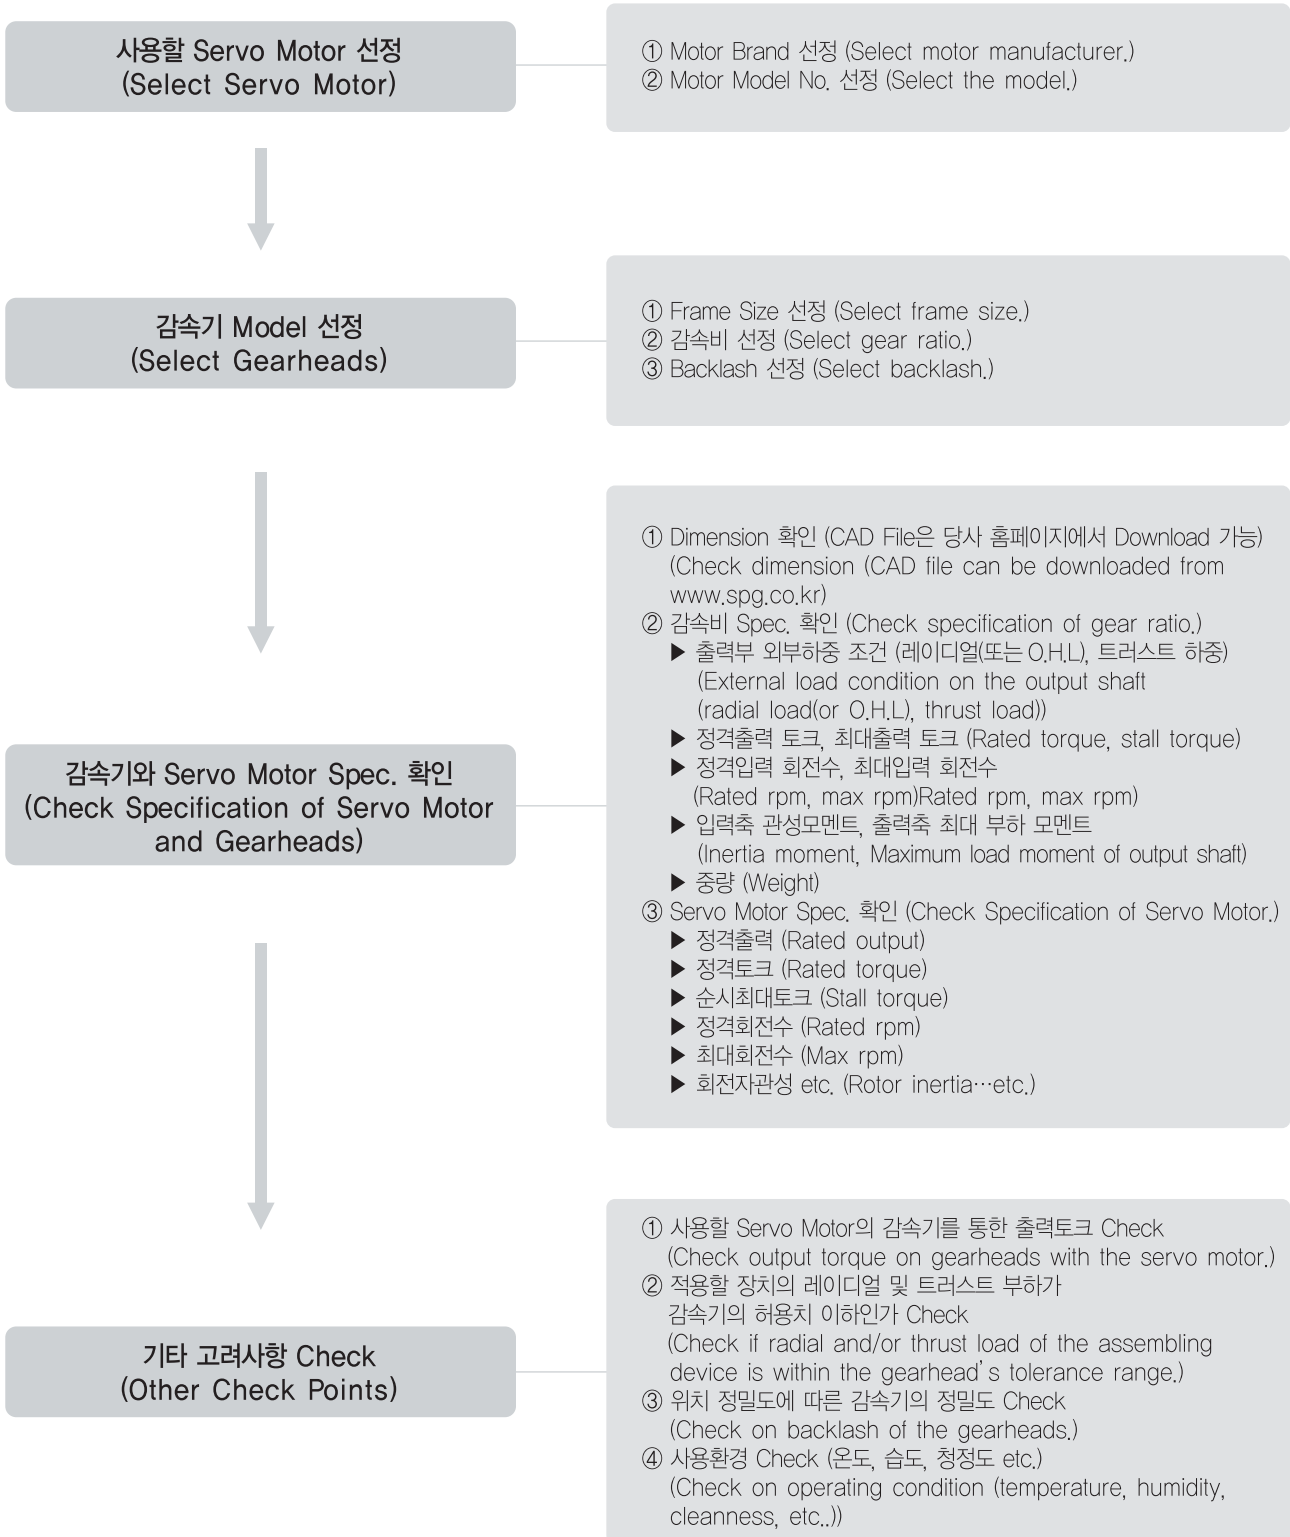 사용할 Servo Motor 선정
(Select Servo Motor)
① Motor Brand 선정 (Select motor manufacturer.)
② Motor Model No. 선정 (Select the model.)
감속기 Model 선정
(Select Gearheads)
① Frame Size 선정 (Select frame size.)
② 감속비 선정 (Select gear ratio.)
③ Backlash 선정 (Select backlash.)
감속기와 Servo Motor Spec. 확인
(Check Specification of Servo Motor
and Gearheads)
① Dimension 확인 (CAD File은 당사 홈페이지에서 Download 가능)
(Check dimension (CAD file can be downloaded from
www.spg.co.kr)
② 감속비 Spec. 확인 (Check specification of gear ratio.)
▶ 출력부 외부하중 조건 (레이디얼(또는 O.H.L), 트러스트 하중)
(External load condition on the output shaft
(radial load(or O.H.L), thrust load))
▶ 정격출력 토크, 최대출력 토크 (Rated torque, stall torque)
▶ 정격입력 회전수, 최대입력 회전수
(Rated rpm, max rpm)Rated rpm, max rpm)
▶ 입력축 관성모멘트, 출력축 최대 부하 모멘트
(Inertia moment, Maximum load moment of output shaft)
▶ 중량 (Weight)
③ Servo Motor Spec. 확인 (Check Specification of Servo Motor.)
▶ 정격출력 (Rated output)
▶ 정격토크 (Rated torque)
▶ 순시최대토크 (Stall torque)
▶ 정격회전수 (Rated rpm)
▶ 최대회전수 (Max rpm)
▶ 회전자관성 etc. (Rotor inertia…etc.)
기타 고려사항 Check
(Other Check Points)
① 사용할 Servo Motor의 감속기를 통한 출력토크 Check
(Check output torque on gearheads with the servo motor.)
② 적용할 장치의 레이디얼 및 트러스트 부하가
감속기의 허용치 이하인가 Check
(Check if radial and/or thrust load of the assembling
device is within the gearhead's tolerance range.)
③ 위치 정밀도에 따른 감속기의 정밀도 Check
(Check on backlash of the gearheads.)
④ 사용환경 Check (온도, 습도, 청정도 etc.)
(Check on operating condition (temperature, humidity,
cleanness, etc..))